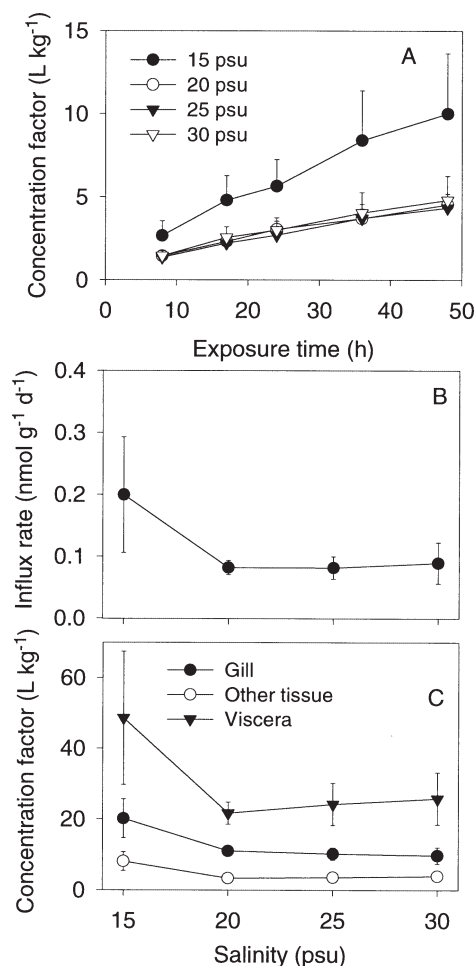 A
Concentration factor (L kg⁻¹)
15 psu
20 psu
25 psu
30 psu
15
10
5
0
0 10 20 30 40 50
Exposure time (h)
B
Influx rate (nmol g⁻¹ d⁻¹)
0.4
0.3
0.2
0.1
0.0
C
Concentration factor (L kg⁻¹)
Gill
Other tissue
Viscera
60
40
20
0
15 20 25 30
Salinity (psu)